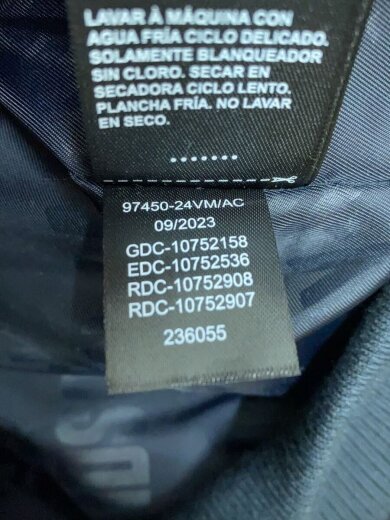 LAVAR À MÁQUINA CON
AGUA FRÍA CICLO DELICADO.
SOLAMENTE BLANQUEADOR
SIN CLORO. SECAR EN
SECADORA CICLO LENTO.
PLANCHA FRÍA. NO LAVAR
EN SECO.
97450-24VM/AC
09/2023
GDC-10752158
EDC-10752536
RDC-10752908
RDC-10752907
236055